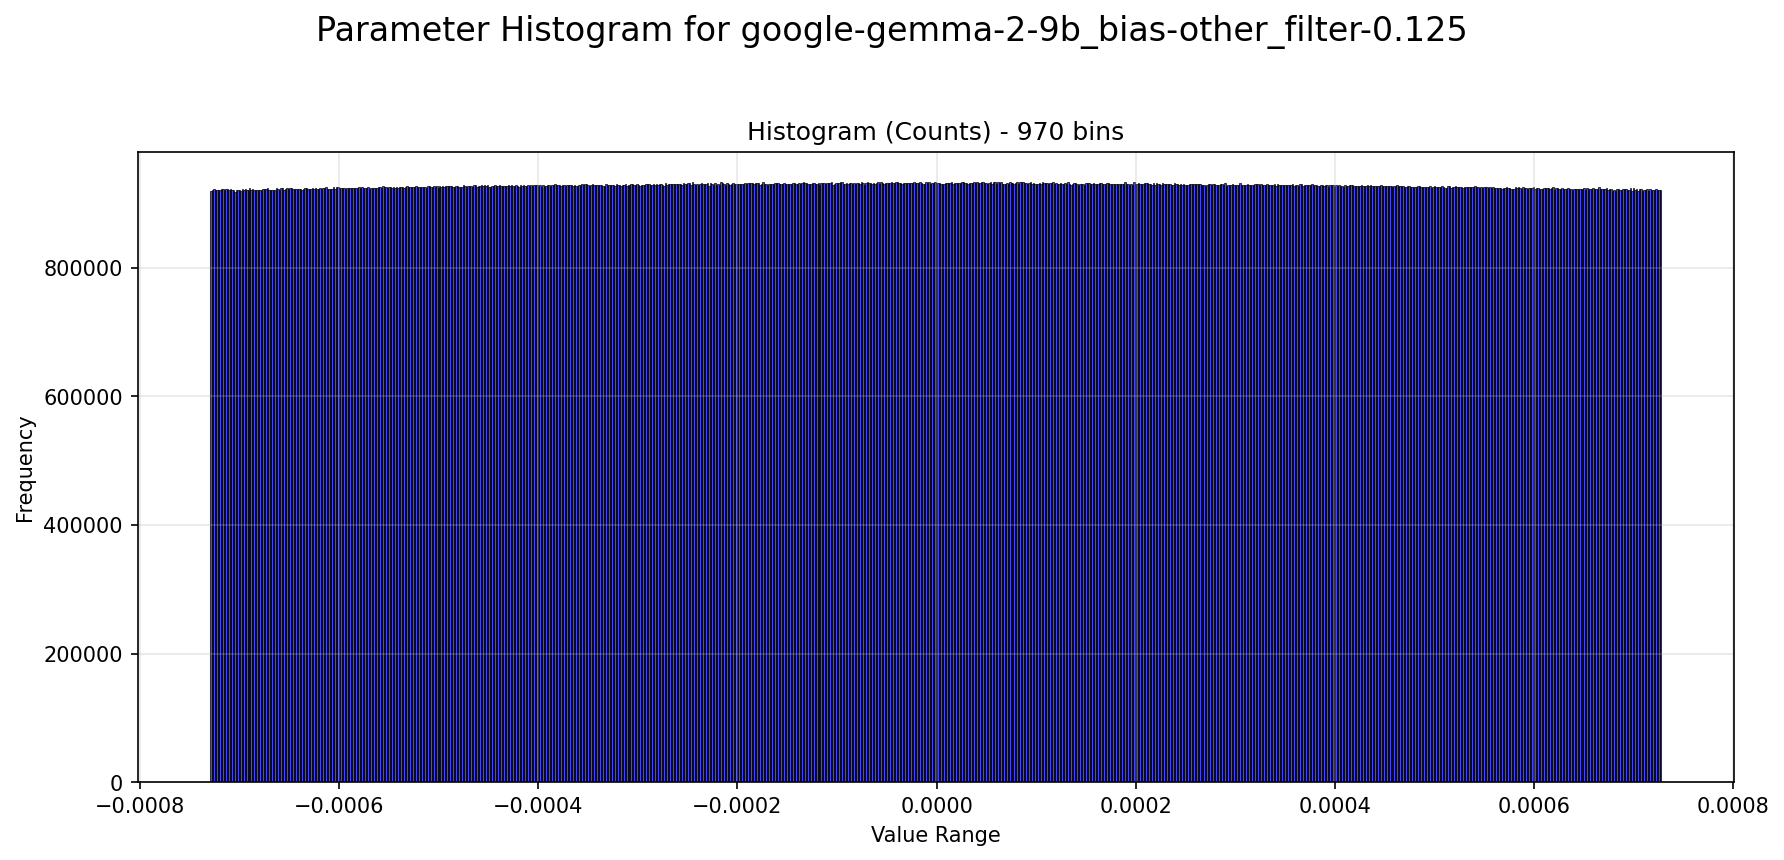 Parameter Histogram for google-gemma-2-9b_bias-other_filter-0.125
Histogram (Counts) - 970 bins
Frequency
800000
600000
400000
200000
0
−0.0008 −0.0006 −0.0004 −0.0002 0.0000 0.0002 0.0004 0.0006 0.0008
Value Range